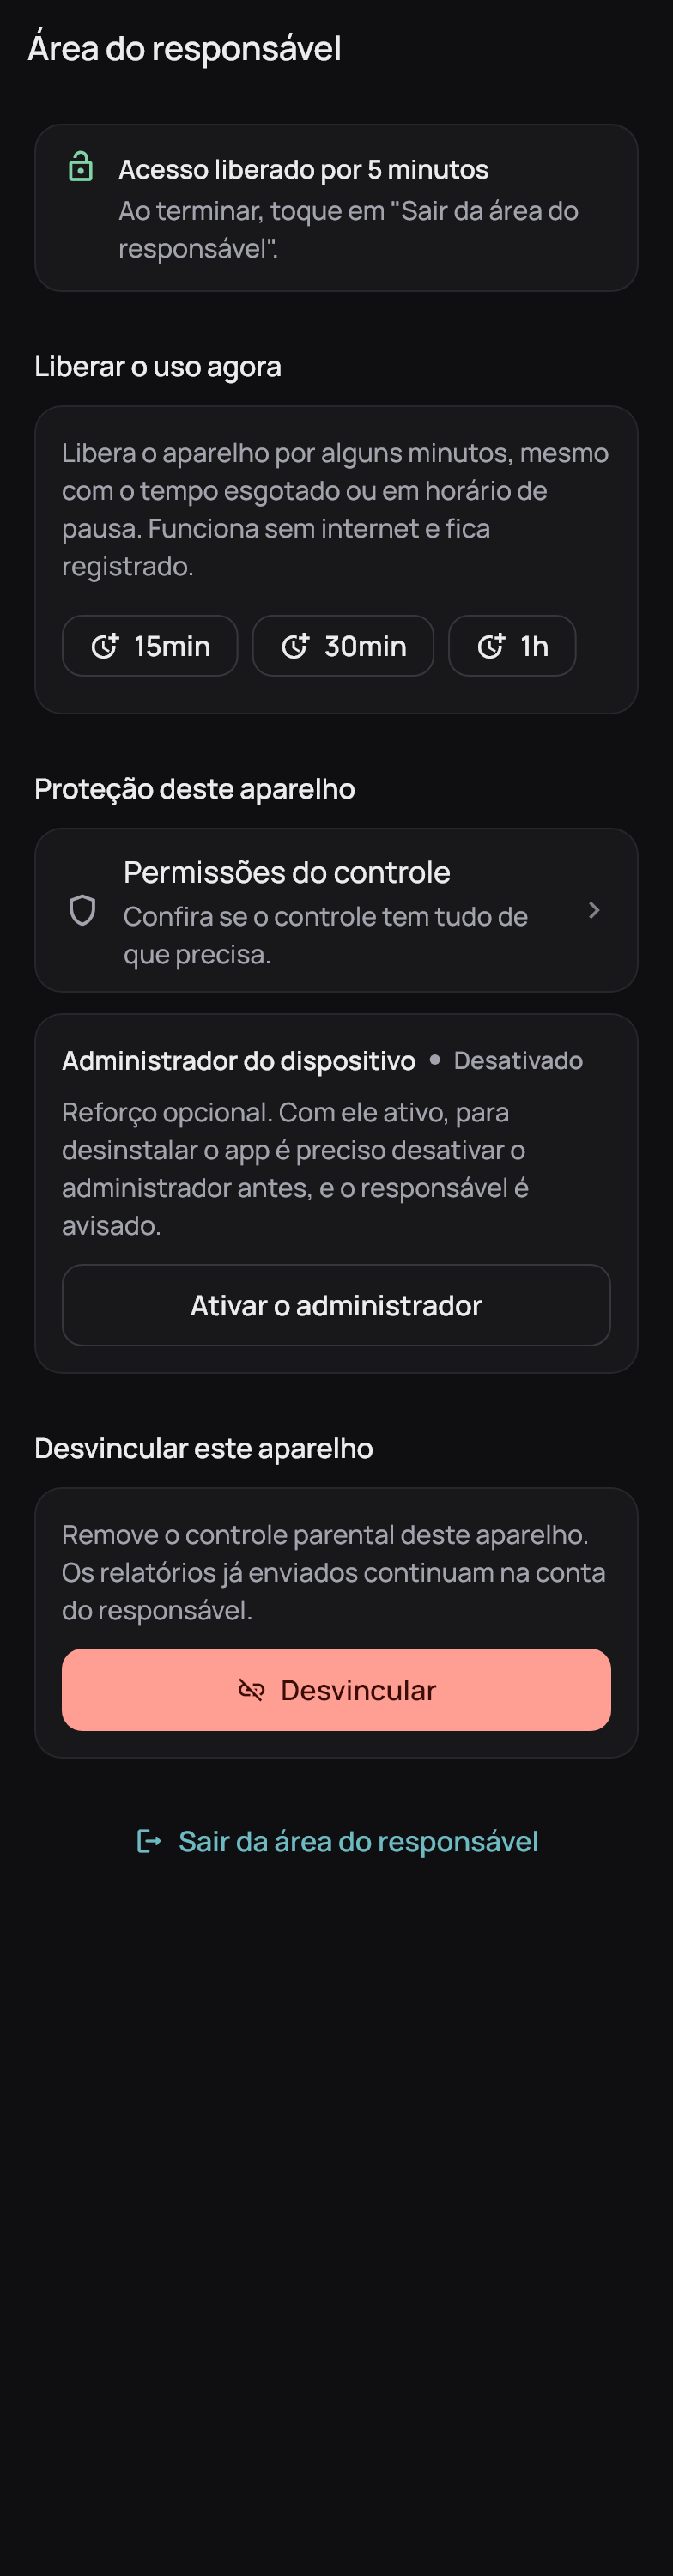 Área do responsável
Acesso liberado por 5 minutos
Ao terminar, toque em "Sair da área do
responsável".
Liberar o uso agora
Libera o aparelho por alguns minutos, mesmo
com o tempo esgotado ou em horário de
pausa. Funciona sem internet e fica
registrado.
15min
30min
1h
Proteção deste aparelho
Permissões do controle
Confira se o controle tem tudo de
que precisa.
Administrador do dispositivo • Desativado
Reforço opcional. Com ele ativo, para
desinstalar o app é preciso desativar o
administrador antes, e o responsável é
avisado.
Ativar o administrador
Desvincular este aparelho
Remove o controle parental deste aparelho.
Os relatórios já enviados continuam na conta
do responsável.
Desvincular
Sair da área do responsável